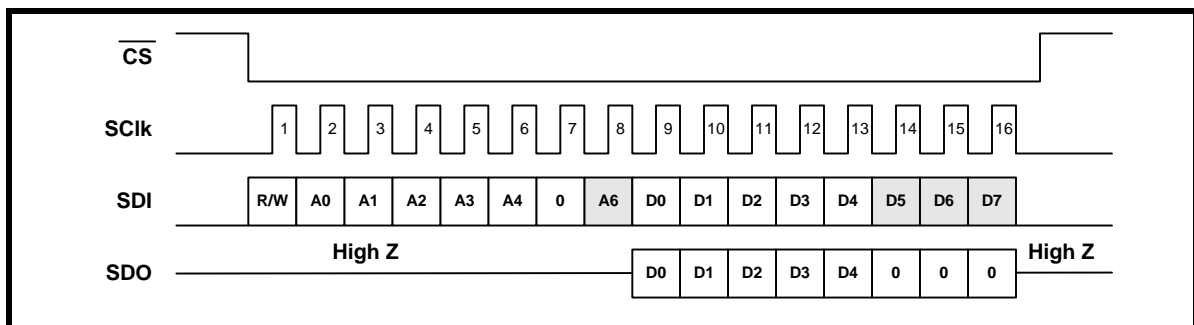 CS
SClk
1 2 3 4 5 6 7 8 9 10 11 12 13 14 15 16
SDI
R/W A0 A1 A2 A3 A4 0 A6 D0 D1 D2 D3 D4 D5 D6 D7
High Z
High Z
SDO
D0 D1 D2 D3 D4 0 0 0